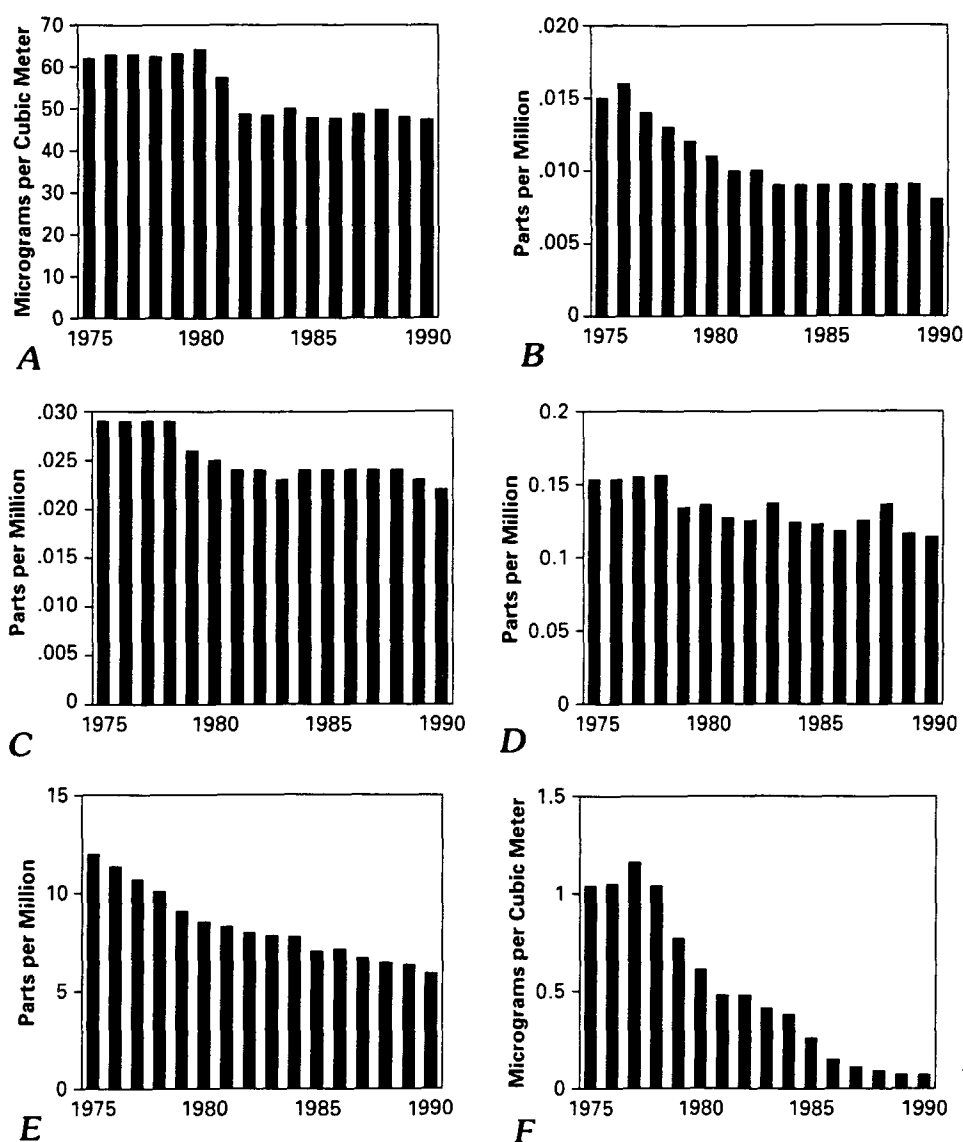 Micrograms per Cubic Meter
70
60
50
40
30
20
10
0
1975 1980 1985 1990
A
Parts per Million
.020
.015
.010
.005
0
1975 1980 1985 1990
B
Parts per Million
.030
.025
.020
.015
.010
.005
0
1975 1980 1985 1990
C
Parts per Million
0.2
0.15
0.1
0.05
0
1975 1980 1985 1990
D
Parts per Million
15
10
5
0
1975 1980 1985 1990
E
Micrograms per Cubic Meter
1.5
1
0.5
0
1975 1980 1985 1990
F